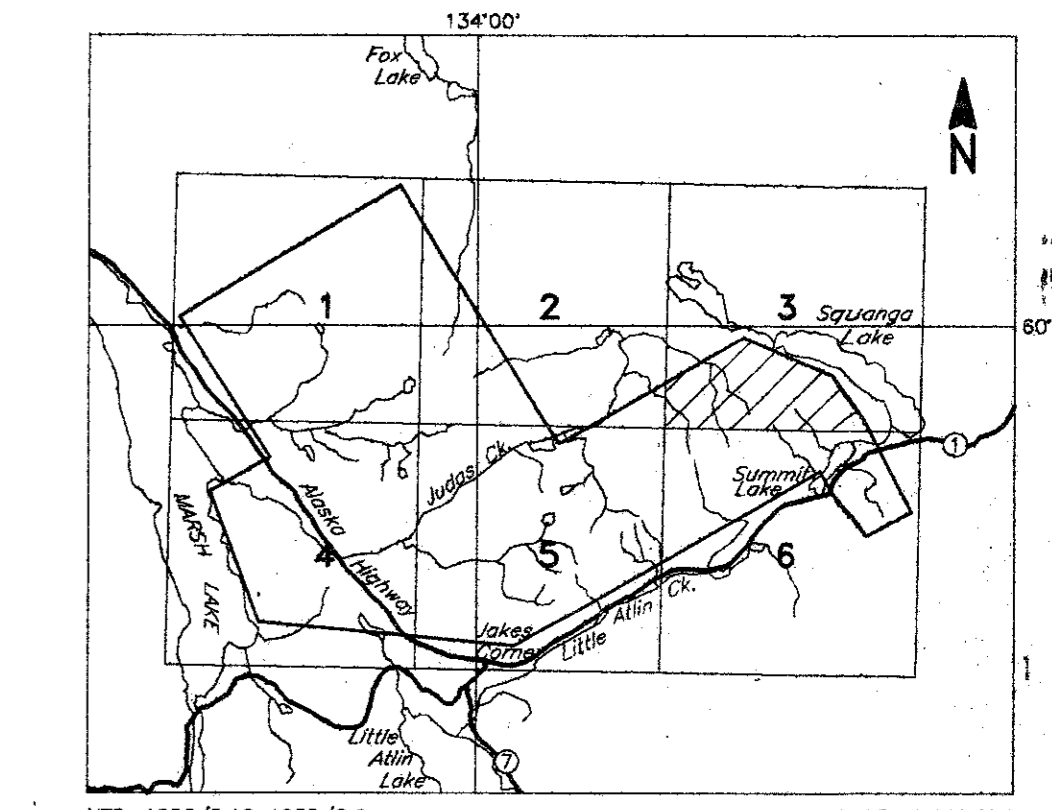 134°00'
Fox
Lake
N
1
2
3
Squanga
Lake
60°
Judas Ck.
Summit
Lake
1
MARSH
LAKE
Alaska
Highway
4
5
6
Jakes
Corner
Little Atlin Ck.
1
Little
Atlin
Lake
7